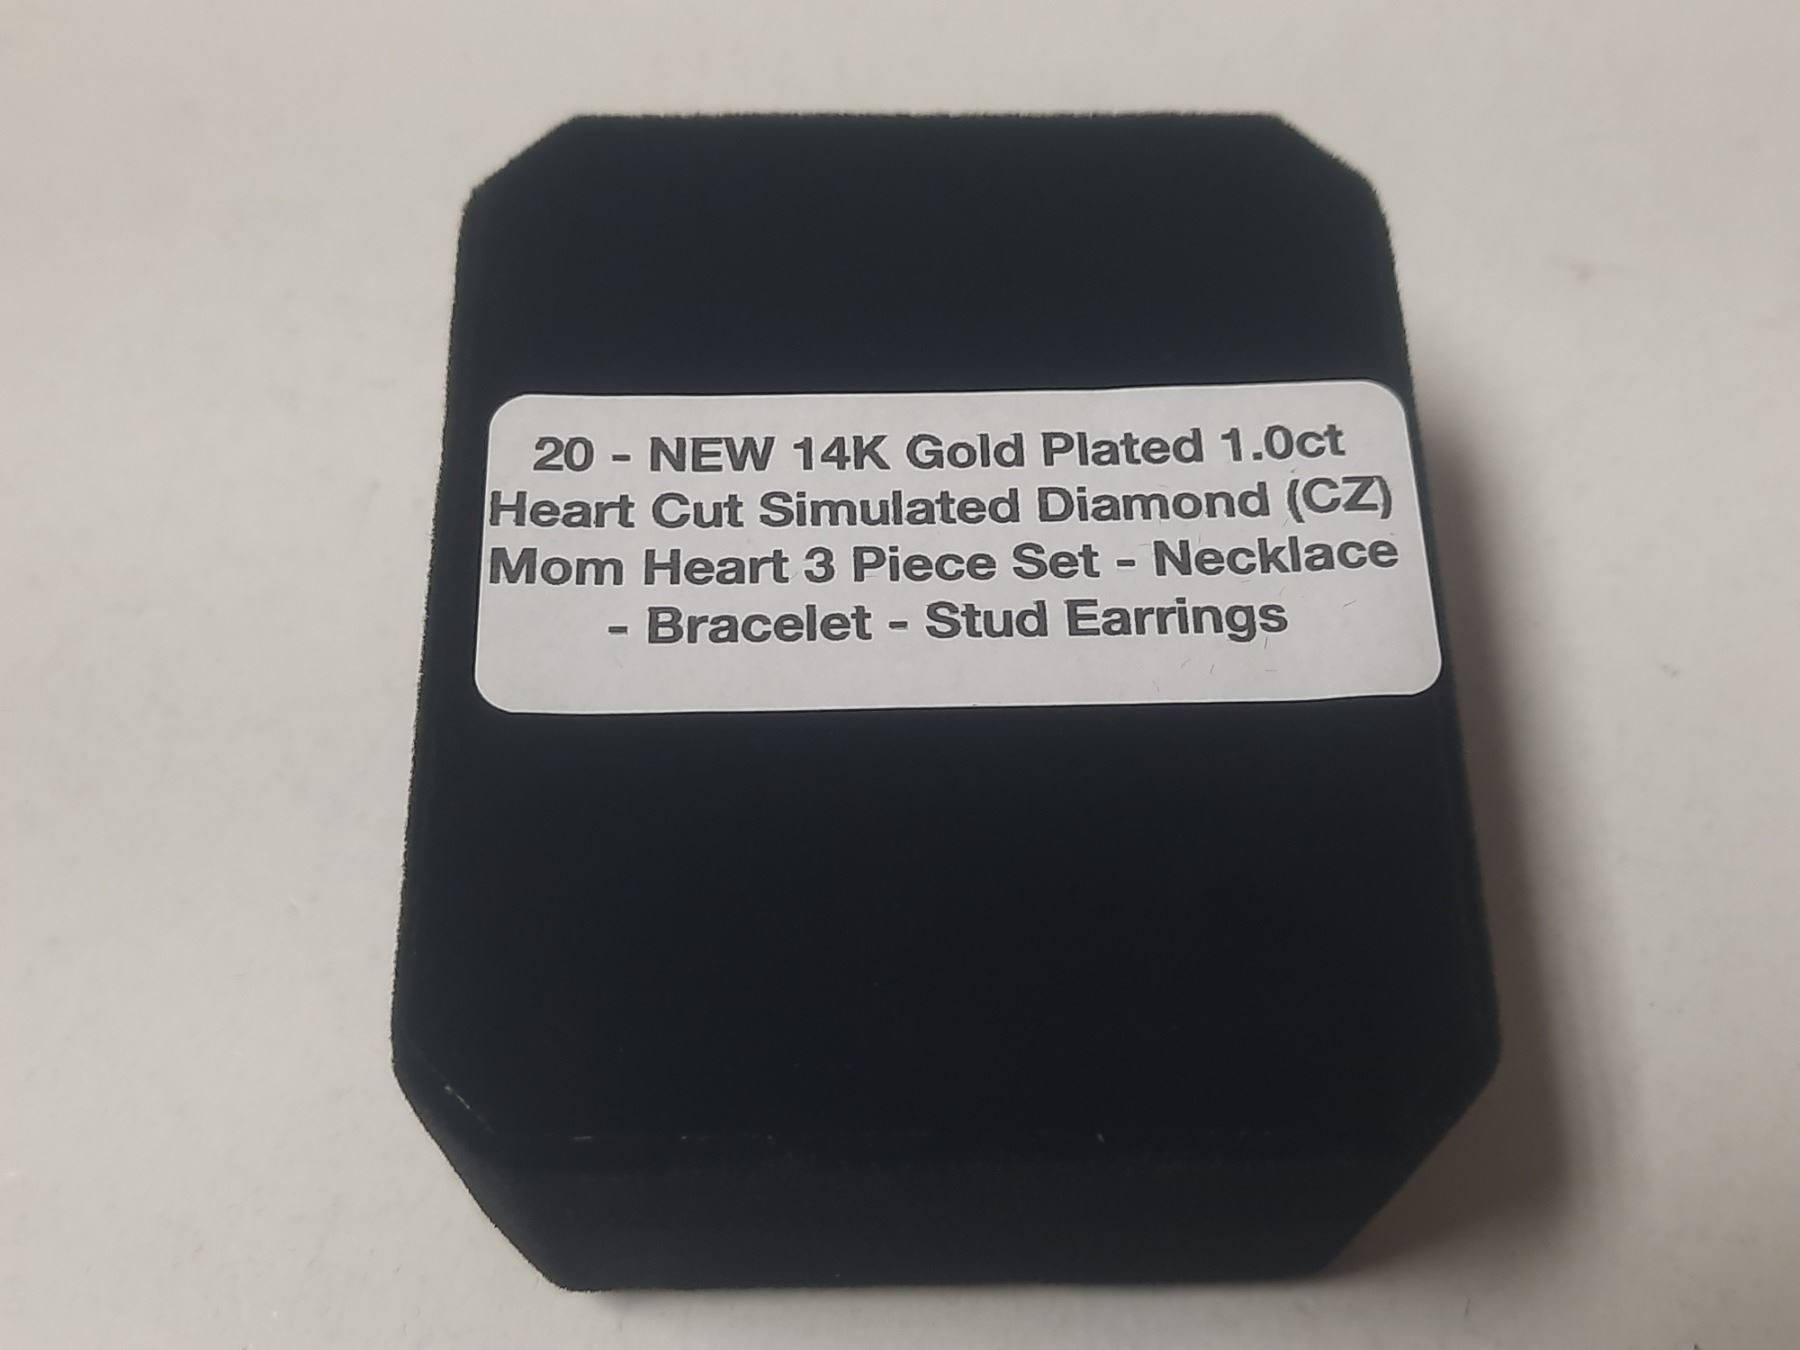 20 - NEW 14K Gold Plated 1.0ct
Heart Cut Simulated Diamond (CZ)
Mom Heart 3 Piece Set - Necklace
- Bracelet - Stud Earrings